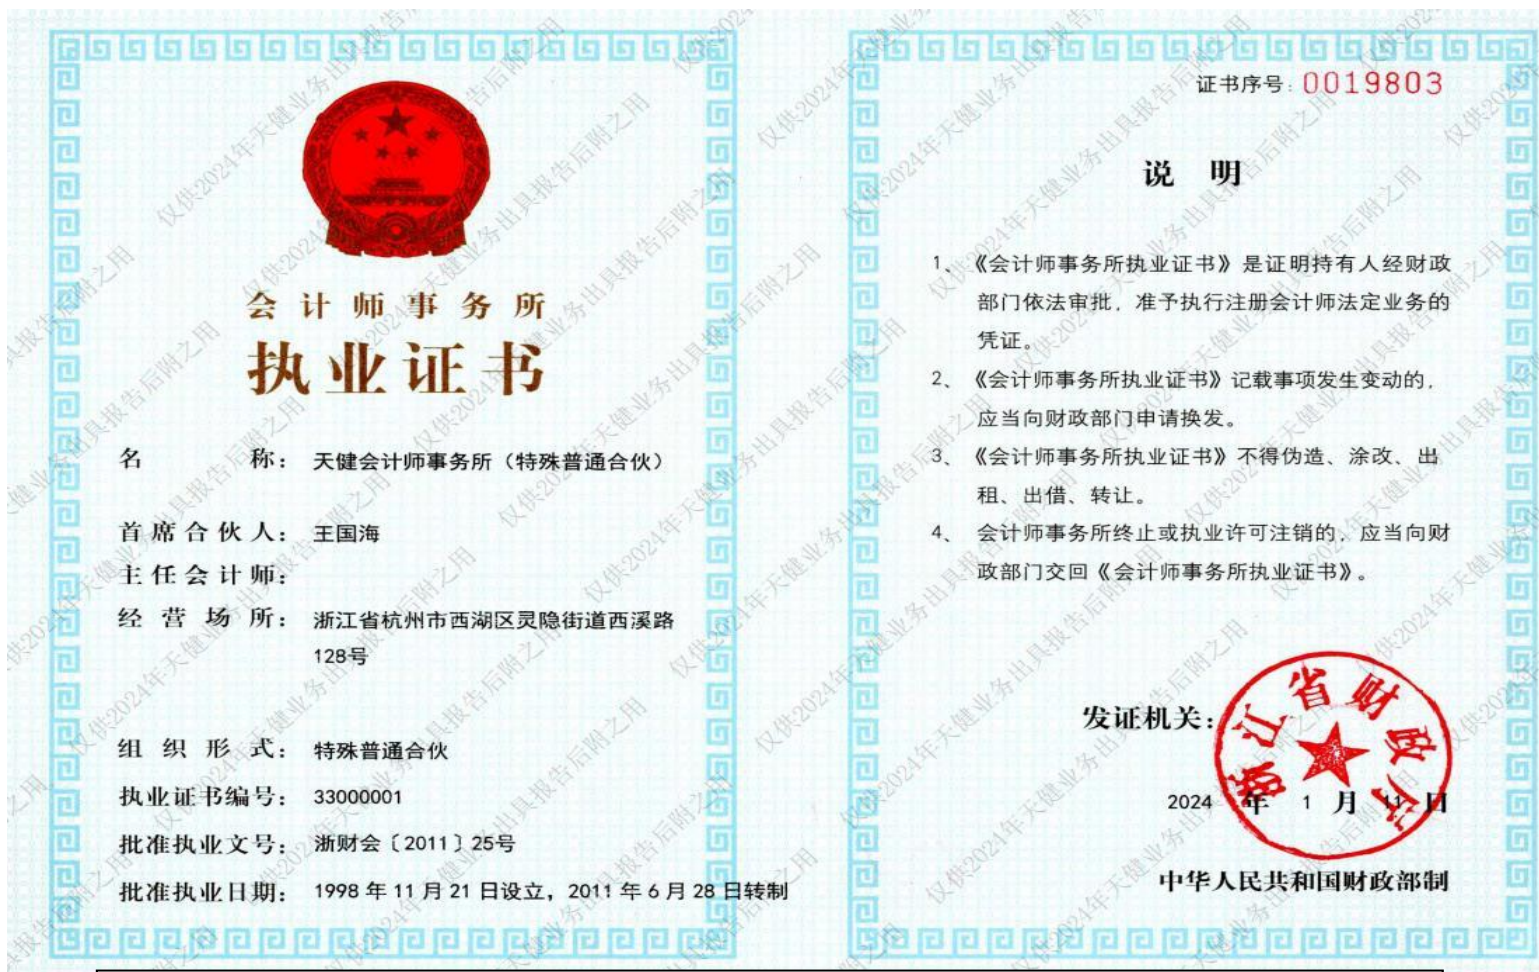 会计师事务所
执业证书
名 称： 天健会计师事务所（特殊普通合伙）
首席合伙人： 王国海
主任会计师：
经营场所： 浙江省杭州市西湖区灵隐街道西溪路
128号
组织形式： 特殊普通合伙
执业证书编号： 33000001
批准执业文号： 浙财会〔2011〕25号
批准执业日期： 1998年11月21日设立，2011年6月28日转制
证书序号：0019803
说 明
1、《会计师事务所执业证书》是证明持有人经财政
部门依法审批，准予执行注册会计师法定业务的
凭证。
2、《会计师事务所执业证书》记载事项发生变动的，
应当向财政部门申请换发。
3、《会计师事务所执业证书》不得伪造、涂改、出
租、出借、转让。
4、会计师事务所终止或执业许可注销的，应当向财
政部门交回《会计师事务所执业证书》。
发证机关：
浙江省财政厅
2024年1月11日
中华人民共和国财政部制
仅供2024年天健业务出具报告后附之用